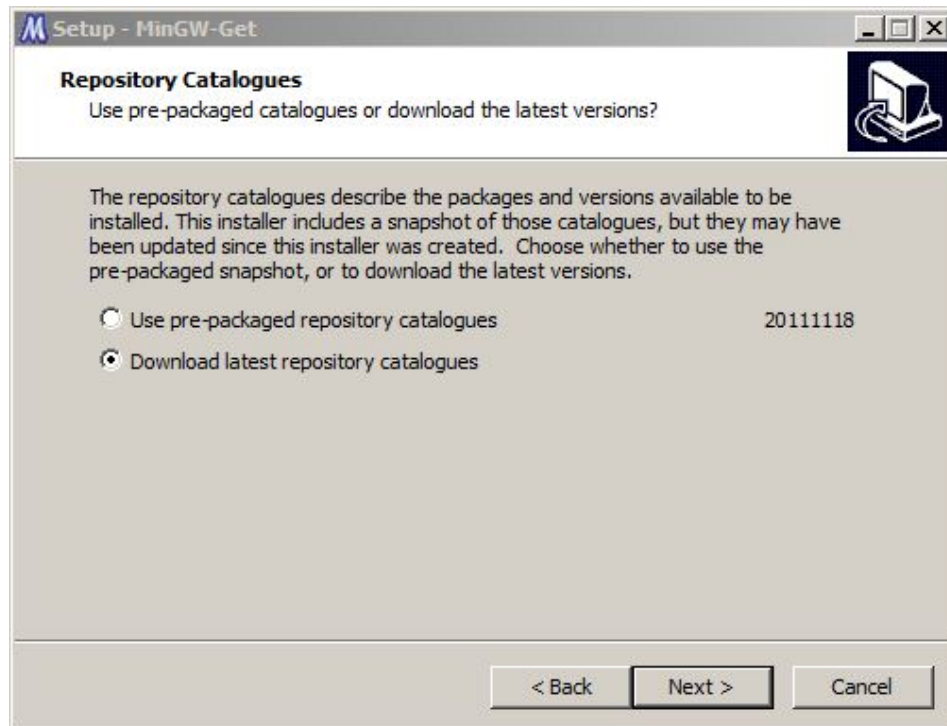 Setup - MinGW-Get
Repository Catalogues
Use pre-packaged catalogues or download the latest versions?
The repository catalogues describe the packages and versions available to be
installed. This installer includes a snapshot of those catalogues, but they may have
been updated since this installer was created.  Choose whether to use the
pre-packaged snapshot, or to download the latest versions.
Use pre-packaged repository catalogues 20111118
Download latest repository catalogues
< Back Next > Cancel